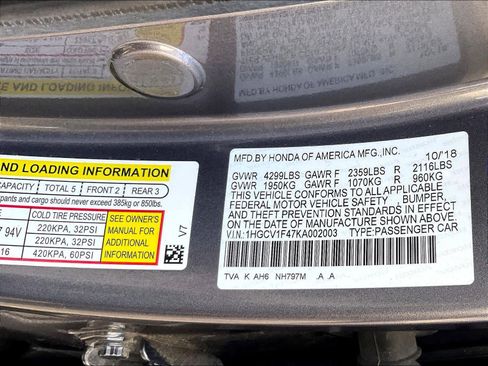 AND LOADING INFORMATION
CAPACITY TOTAL 5 FRONT 2 REAR 3
pants and cargo should never exceed 385kg or 850lbs.
COLD TIRE PRESSURE
7 94V 220KPA, 32PSI
220KPA, 32PSI
16 420KPA, 60PSI
SEE OWNER'S
MANUAL FOR
ADDITIONAL
INFORMATION
V7
MFD.BY HONDA OF AMERICA MFG.,INC. 10/18
GVWR 4299LBS GAWR F 2359LBS R 2116LBS
GVWR 1950KG GAWR F 1070KG R 960KG
THIS VEHICLE CONFORMS TO ALL APPLICABLE
FEDERAL MOTOR VEHICLE SAFETY , BUMPER,
AND THEFT PREVENTION STANDARDS IN EFFECT
ON THE DATE OF MANUFACTURE SHOWN ABOVE.
V.I.N.:1HGCV1F47KA002003 TYPE:PASSENGER CAR
TVA K AH6 NH797M .A .A